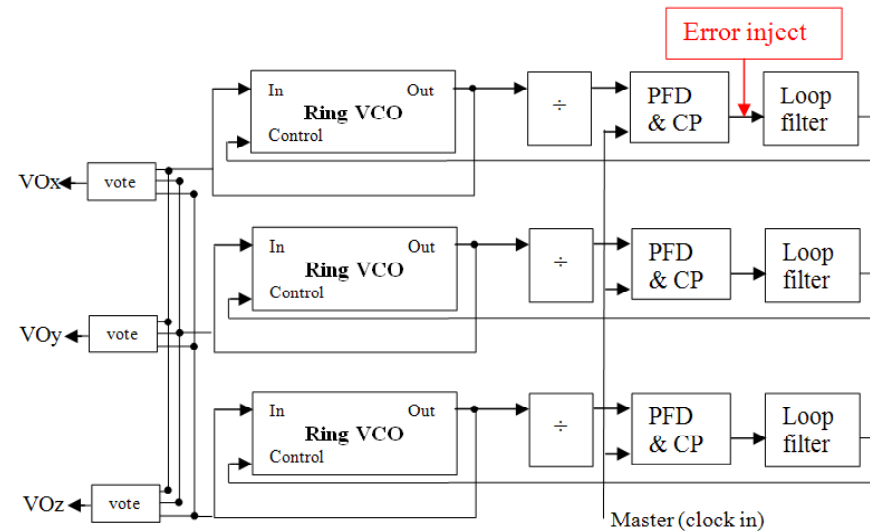 Error inject
In
Out
Ring VCO
Control
÷
PFD
& CP
Loop
filter
VOx
vote
In
Out
Ring VCO
Control
÷
PFD
& CP
Loop
filter
VOy
vote
In
Out
Ring VCO
Control
÷
PFD
& CP
Loop
filter
VOz
vote
Master (clock in)